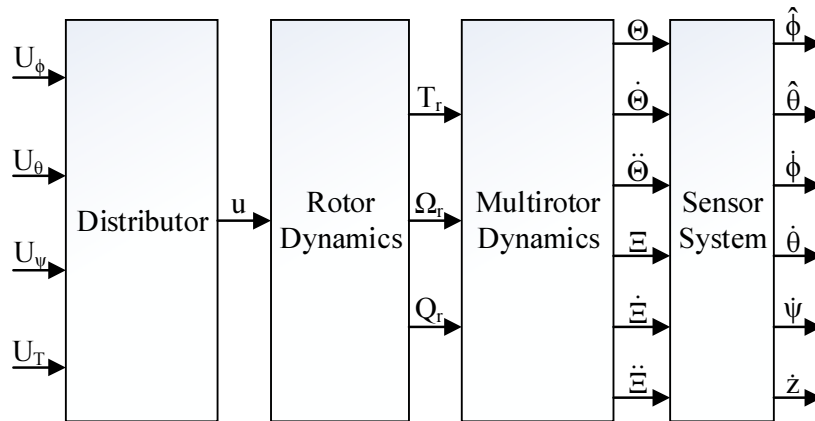 U_ϕ
U_θ
U_ψ
U_T
Distributor
u
Rotor
Dynamics
T_r
Ω_r
Q_r
Multirotor
Dynamics
Θ
Θ̇
Θ̈
Ξ
Ξ̇
Ξ̈
Sensor
System
ϕ̂
θ̂
ϕ̇
θ̇
ψ̇
ż